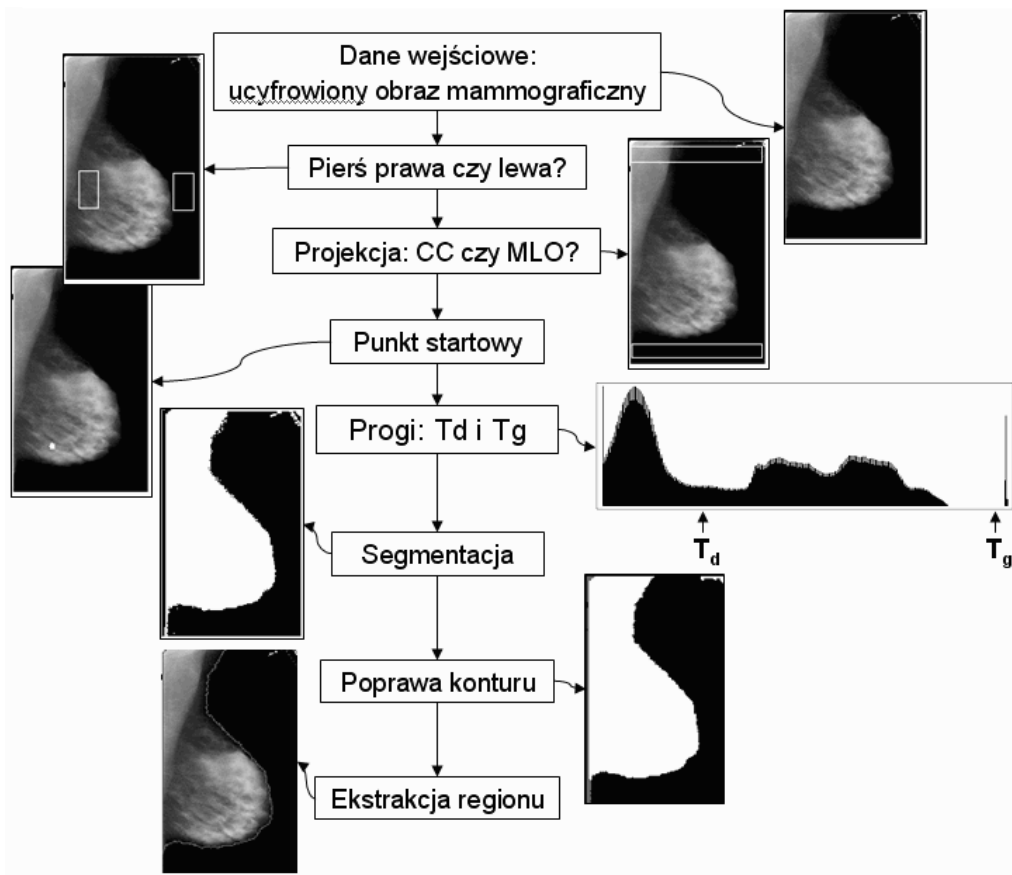 Dane wejściowe:
ucyfrowiony obraz mammograficzny
Pierś prawa czy lewa?
Projekcja: CC czy MLO?
Punkt startowy
Progi: Td i Tg
Td
Tg
Segmentacja
Poprawa konturu
Ekstrakcja regionu